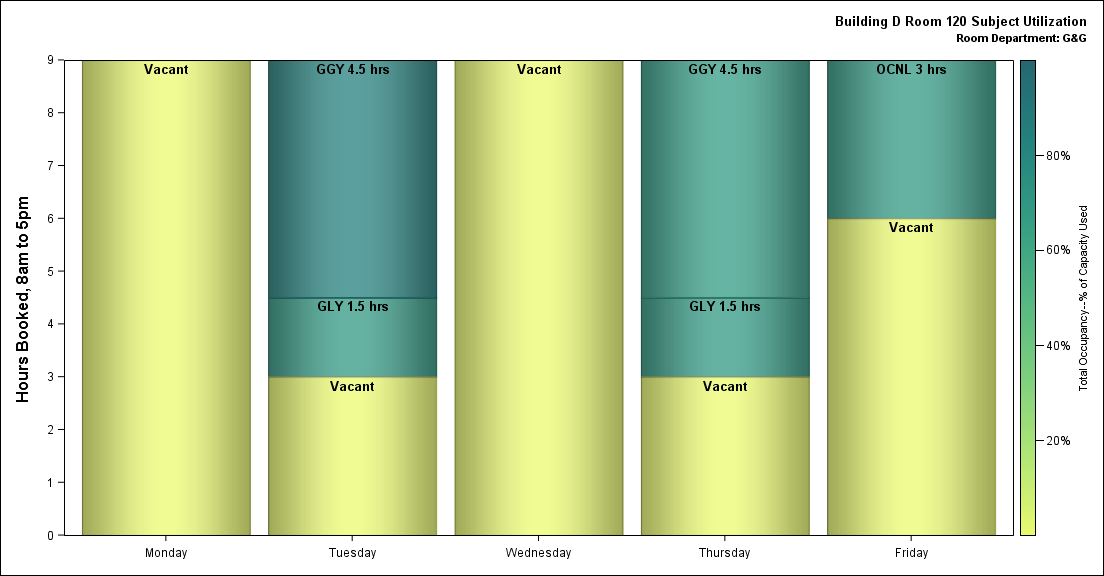 Building D Room 120 Subject Utilization
Room Department: G&G
Hours Booked, 8am to 5pm
9
8
7
6
5
4
3
2
1
0
Vacant
GGY 4.5 hrs
GLY 1.5 hrs
Vacant
Vacant
GGY 4.5 hrs
GLY 1.5 hrs
Vacant
OCNL 3 hrs
Vacant
Monday
Tuesday
Wednesday
Thursday
Friday
80%
60%
40%
20%
Total Occupancy--% of Capacity Used